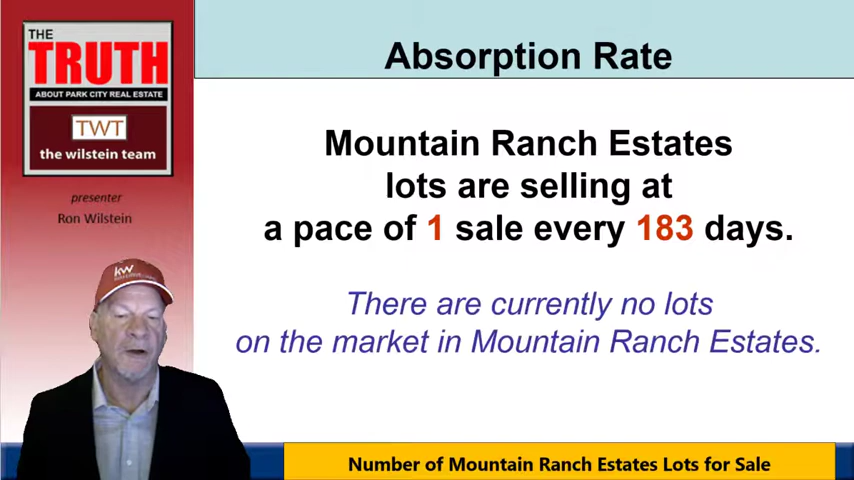 THE
TRUTH
ABOUT PARK CITY REAL ESTATE
TWT
the wilstein team
presenter
Ron Wilstein
kw
Absorption Rate
Mountain Ranch Estates
lots are selling at
a pace of 1 sale every 183 days.
There are currently no lots
on the market in Mountain Ranch Estates.
Number of Mountain Ranch Estates Lots for Sale